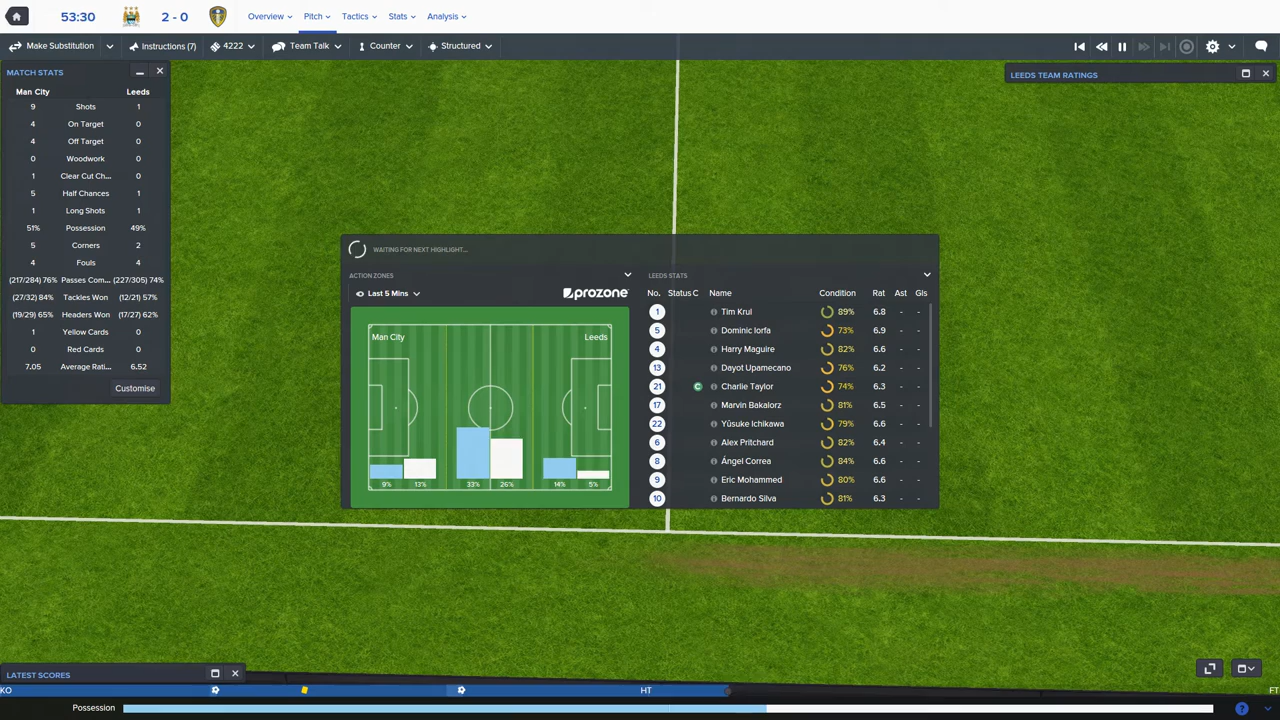 53:30 2 - 0 Overview Pitch Tactics Stats Analysis
Make Substitution Instructions (7) 4222 Team Talk Counter Structured
MATCH STATS
Man City Leeds
9 Shots 1
4 On Target 0
4 Off Target 0
0 Woodwork 0
1 Clear Cut Ch... 0
5 Half Chances 1
1 Long Shots 1
51% Possession 49%
5 Corners 2
4 Fouls 4
(217/284) 76% Passes Com... (227/305) 74%
(27/32) 84% Tackles Won (12/21) 57%
(19/29) 65% Headers Won (17/27) 62%
1 Yellow Cards 0
0 Red Cards 0
7.05 Average Rati... 6.52
Customise
LEEDS TEAM RATINGS
WAITING FOR NEXT HIGHLIGHT...
ACTION ZONES
Last 5 Mins prozone
Man City Leeds
9% 13% 33% 26% 14% 5%
LEEDS STATS
No. Status C Name Condition Rat Ast Gls
1 Tim Krul 89% 6.8 - -
5 Dominic Iorfa 73% 6.9 - -
4 Harry Maguire 82% 6.6 - -
13 Dayot Upamecano 76% 6.2 - -
21 C Charlie Taylor 74% 6.3 - -
17 Marvin Bakalorz 81% 6.5 - -
22 Yūsuke Ichikawa 79% 6.6 - -
6 Alex Pritchard 82% 6.4 - -
8 Ángel Correa 84% 6.6 - -
9 Eric Mohammed 80% 6.6 - -
10 Bernardo Silva 81% 6.3 - -
LATEST SCORES
KO HT FT
Possession ?